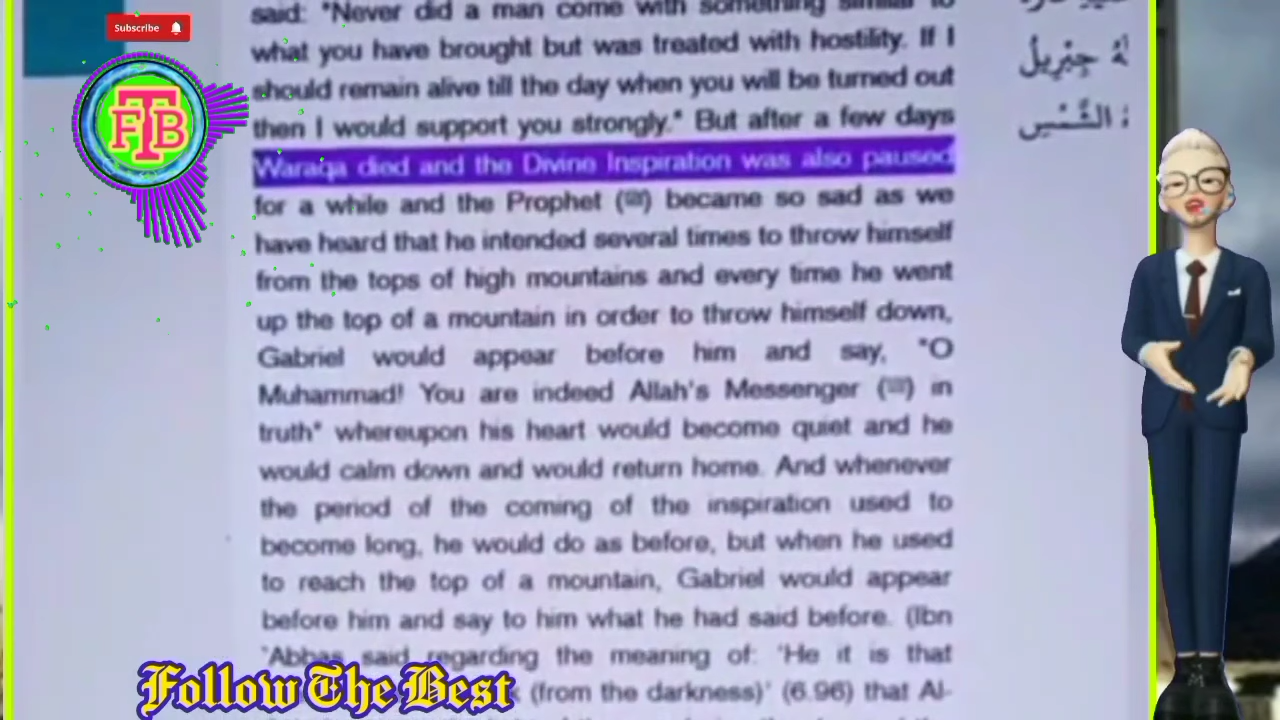 Subscribe
FTB
said: "Never did a man come with something similar to
what you have brought but was treated with hostility. If I
should remain alive till the day when you will be turned out
then I would support you strongly." But after a few days
Waraqa died and the Divine Inspiration was also paused
for a while and the Prophet (ﷺ) became so sad as we
have heard that he intended several times to throw himself
from the tops of high mountains and every time he went
up the top of a mountain in order to throw himself down,
Gabriel would appear before him and say, "O
Muhammad! You are indeed Allah's Messenger (ﷺ) in
truth" whereupon his heart would become quiet and he
would calm down and would return home. And whenever
the period of the coming of the inspiration used to
become long, he would do as before, but when he used
to reach the top of a mountain, Gabriel would appear
before him and say to him what he had said before. (Ibn
'Abbas said regarding the meaning of: 'He it is that
(from the darkness)' (6.96) that Al-
جِبْرِيلُ
الشَّمْسِ
Follow The Best